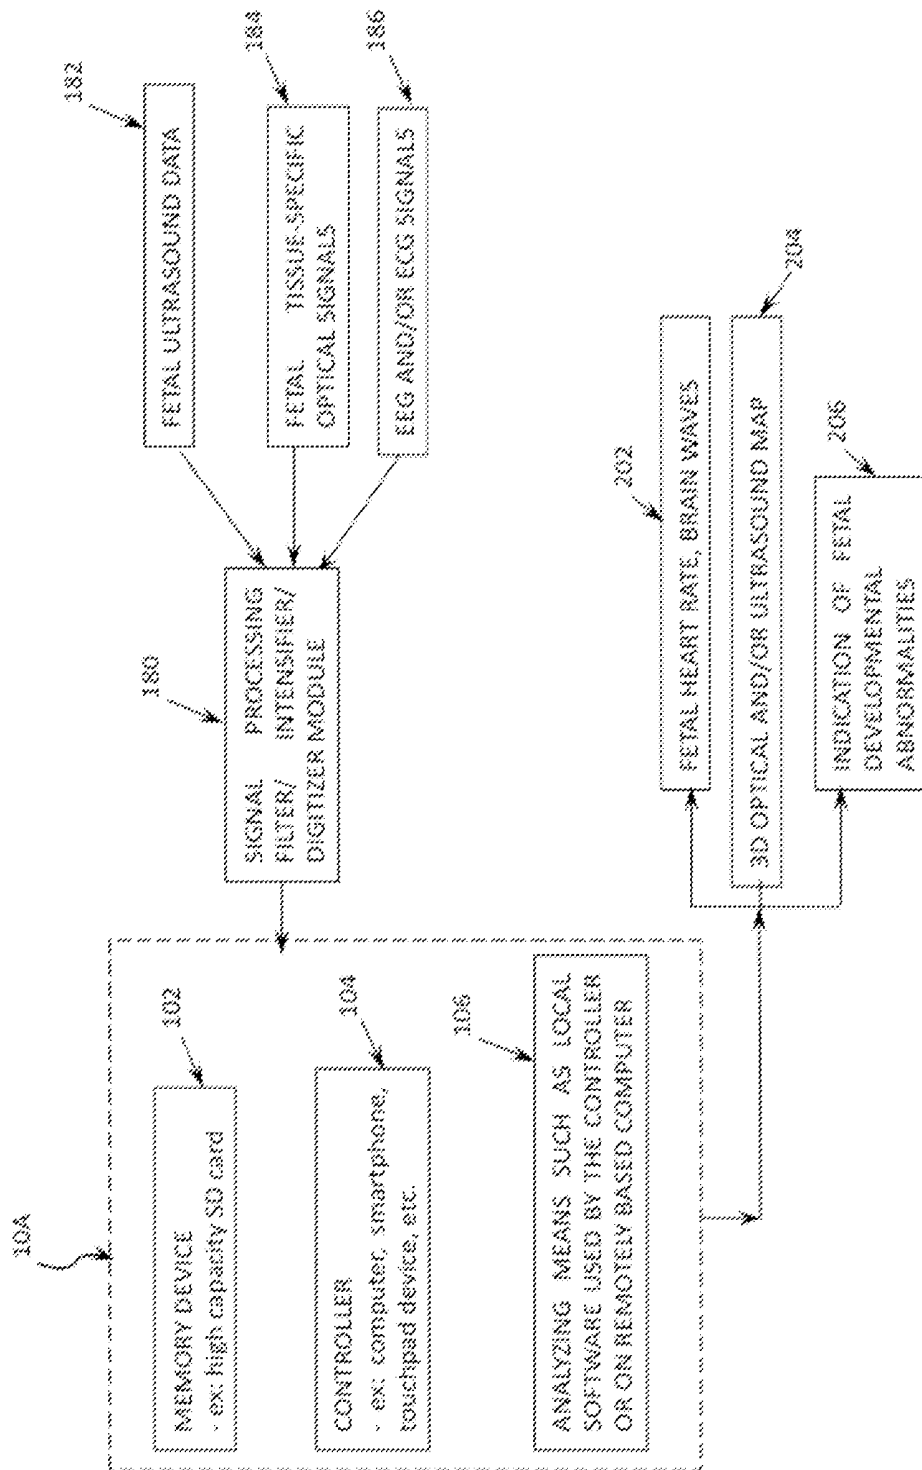 10A
MEMORY DEVICE
- ex: high capacity SD card
102
CONTROLLER
- ex: computer, smartphone,
touchpad device, etc.
104
ANALYZING MEANS SUCH AS LOCAL
SOFTWARE USED BY THE CONTROLLER
OR ON REMOTELY BASED COMPUTER
106
SIGNAL PROCESSING
FILTER/ INTENSIFIER/
DIGITIZER MODULE
180
FETAL ULTRASOUND DATA
182
FETAL TISSUE-SPECIFIC
OPTICAL SIGNALS
184
EEG AND/OR ECG SIGNALS
186
FETAL HEART RATE, BRAIN WAVES
202
3D OPTICAL AND/OR ULTRASOUND MAP
204
INDICATION OF FETAL
DEVELOPMENTAL
ABNORMALITIES
206